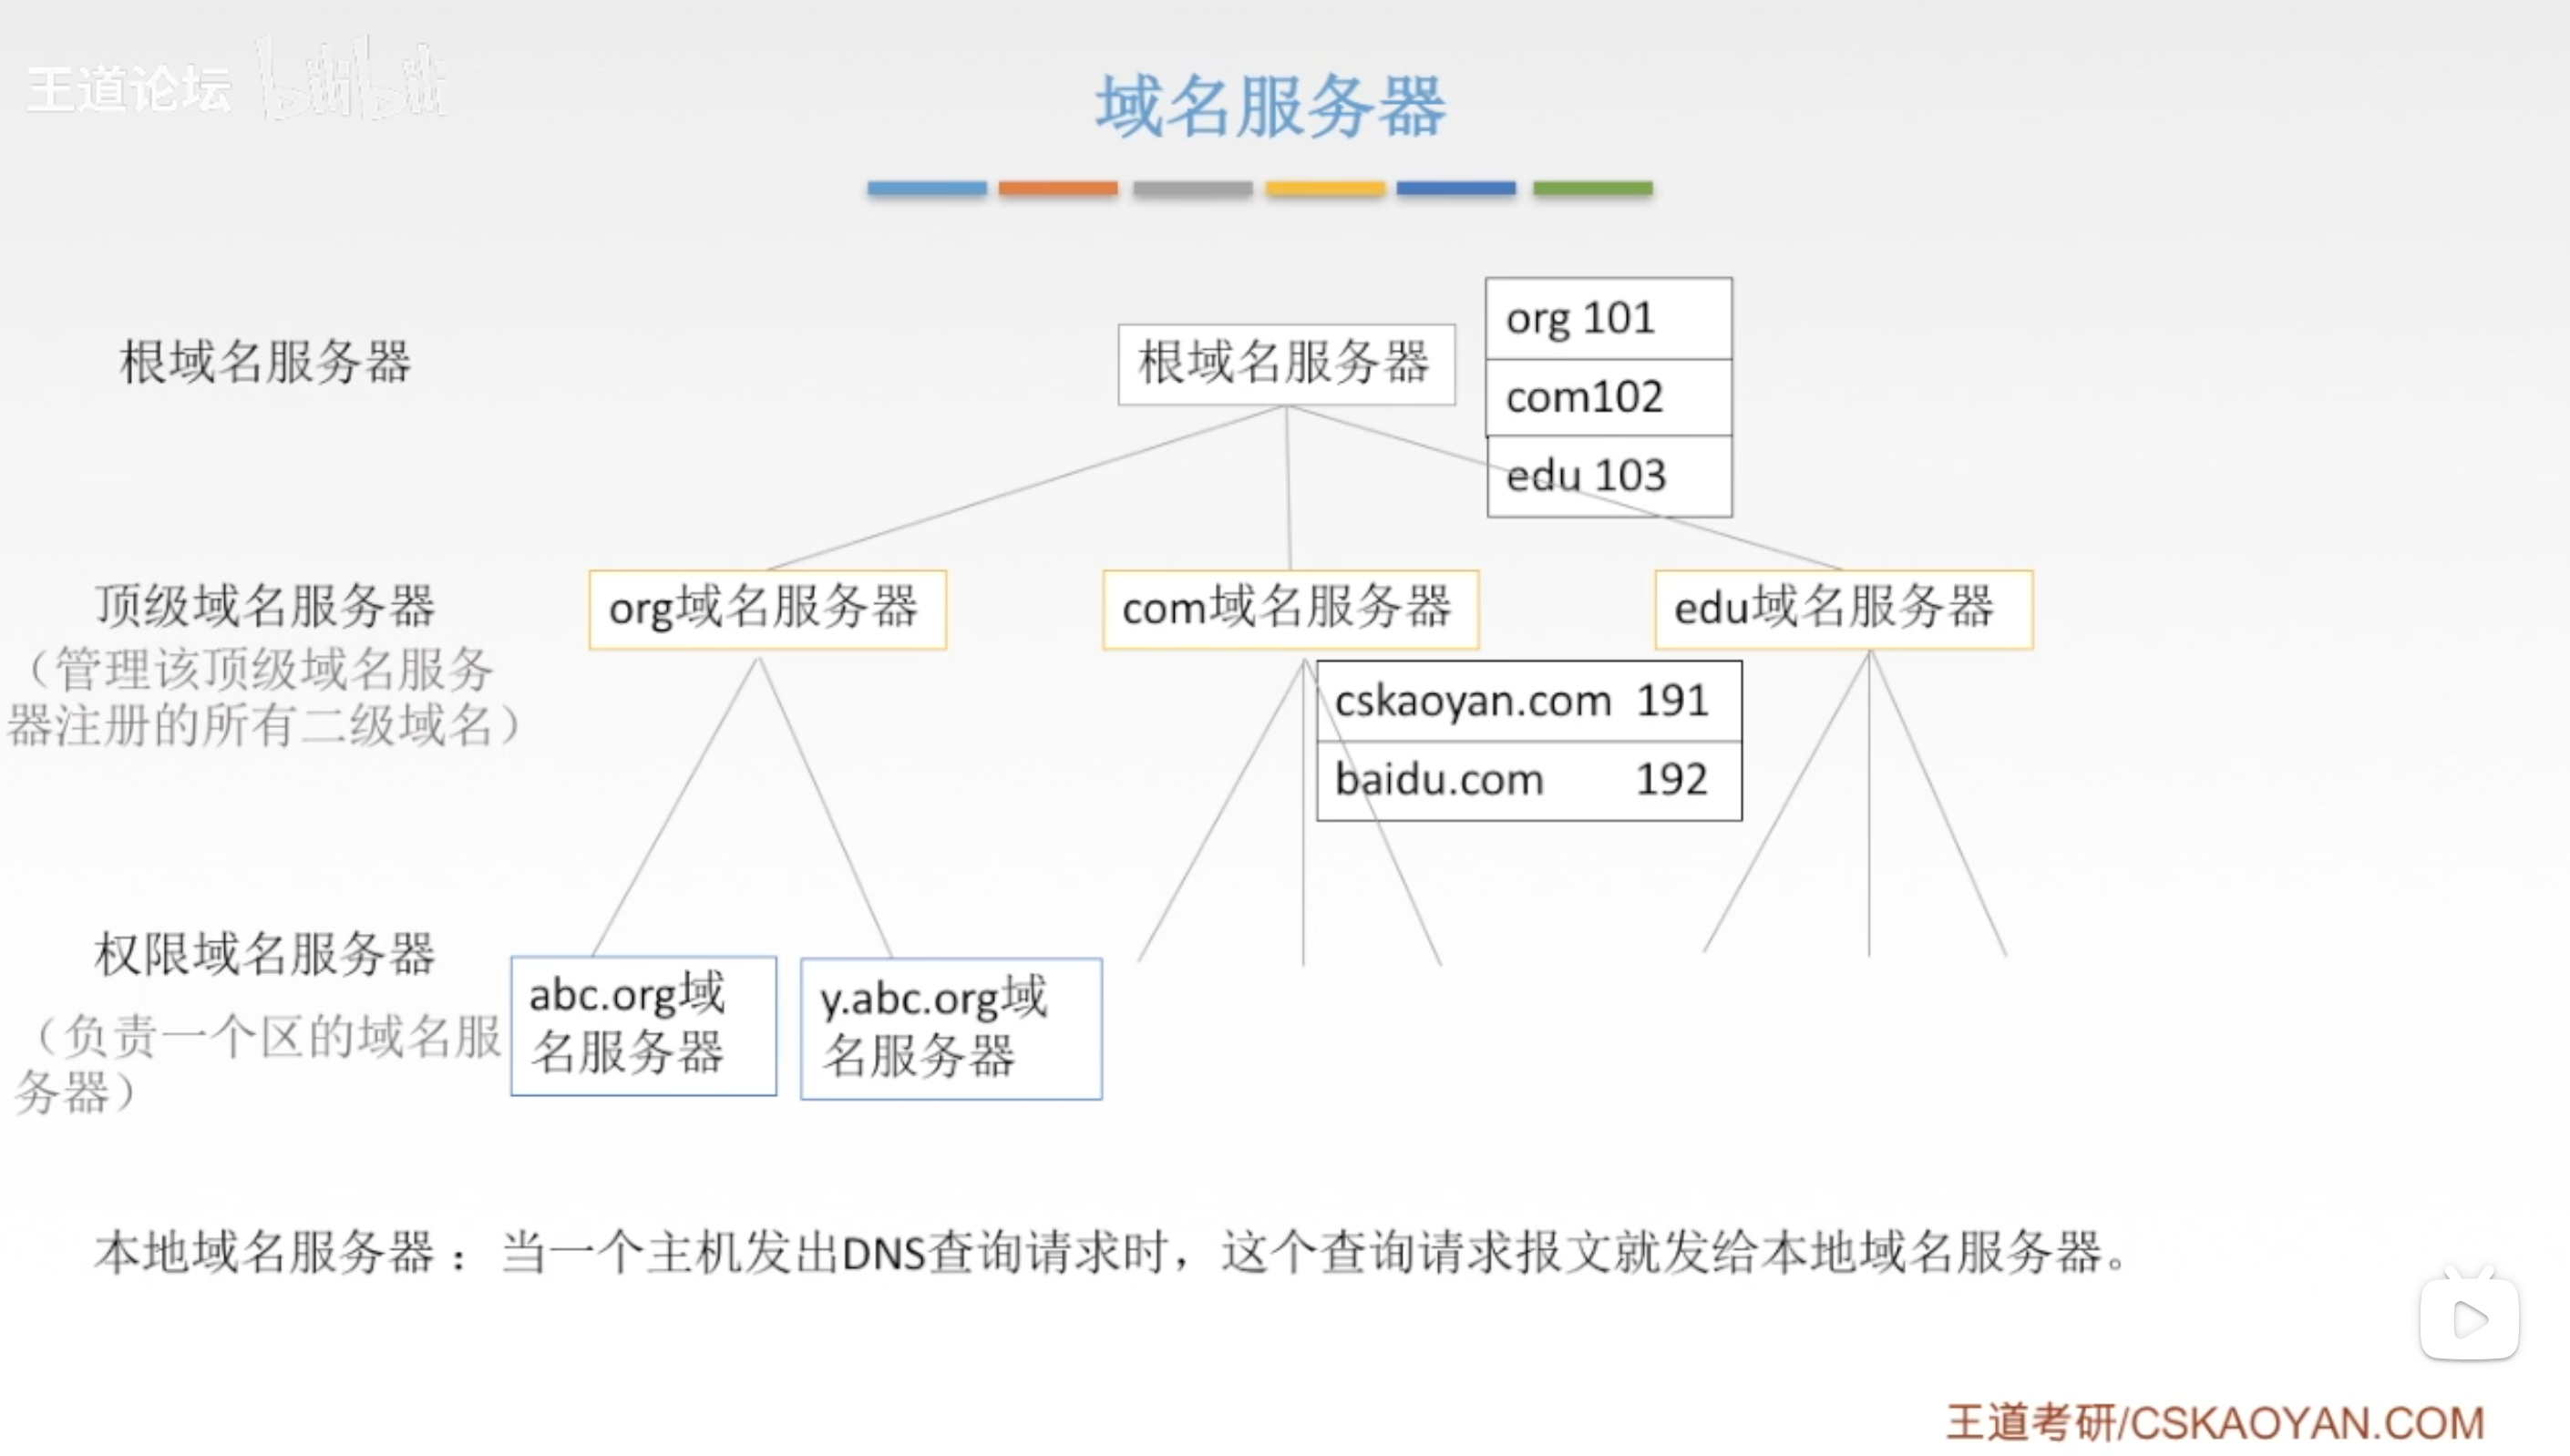 王道论坛 bilibili
域名服务器
根域名服务器
根域名服务器
org 101
com102
edu 103
顶级域名服务器
（管理该顶级域名服务
器注册的所有二级域名）
org域名服务器
com域名服务器
edu域名服务器
cskaoyan.com 191
baidu.com 192
权限域名服务器
（负责一个区的域名服
务器）
abc.org域
名服务器
y.abc.org域
名服务器
本地域名服务器：当一个主机发出DNS查询请求时，这个查询请求报文就发给本地域名服务器。
王道考研/CSKAOYAN.COM